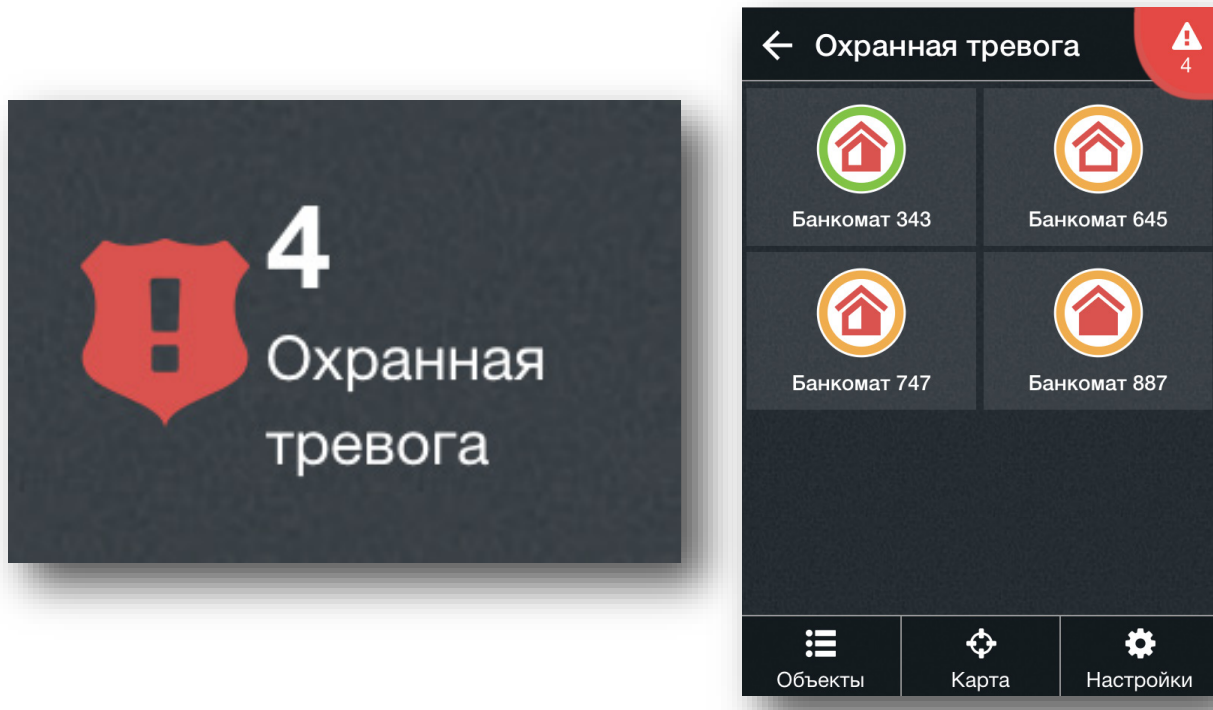 4
Охранная
тревога
Охранная тревога
4
Банкомат 343
Банкомат 645
Банкомат 747
Банкомат 887
Объекты
Карта
Настройки